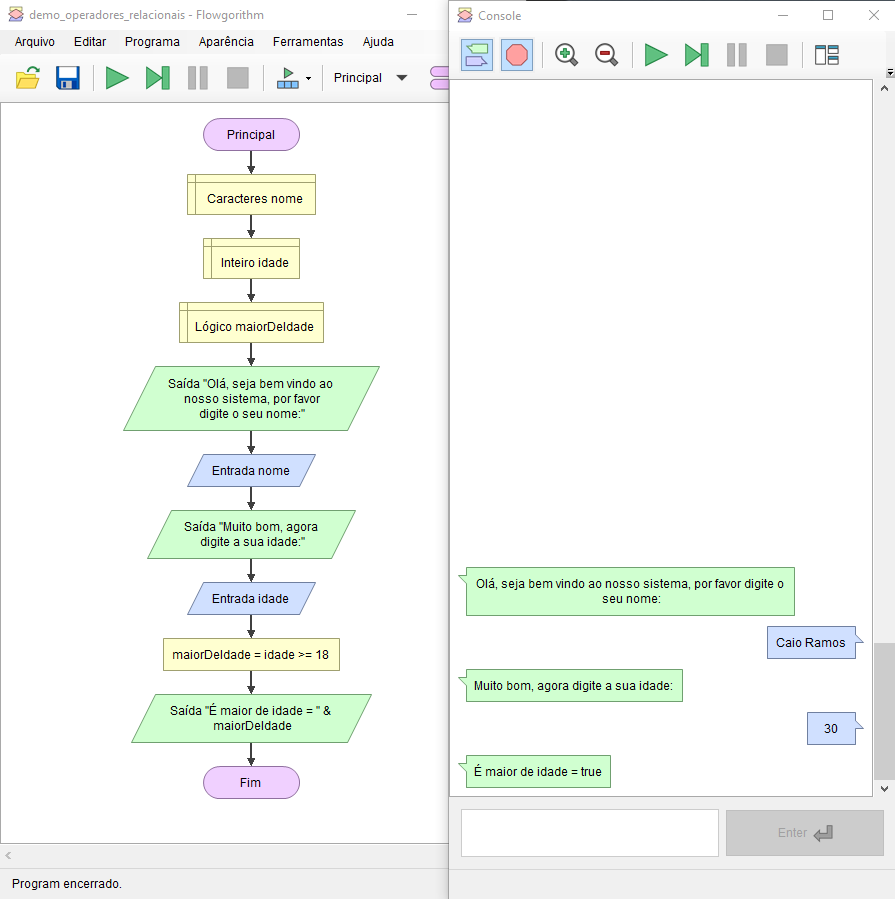 demo_operadores_relacionais - Flowgorithm
Arquivo Editar Programa Aparência Ferramentas Ajuda
Principal
Principal
Caracteres nome
Inteiro idade
Lógico maiorDeIdade
Saída "Olá, seja bem vindo ao
nosso sistema, por favor
digite o seu nome:"
Entrada nome
Saída "Muito bom, agora
digite a sua idade:"
Entrada idade
maiorDeIdade = idade >= 18
Saída "É maior de idade = " &
maiorDeIdade
Fim
Program encerrado.
Console
Olá, seja bem vindo ao nosso sistema, por favor digite o
seu nome:
Caio Ramos
Muito bom, agora digite a sua idade:
30
É maior de idade = true
Enter